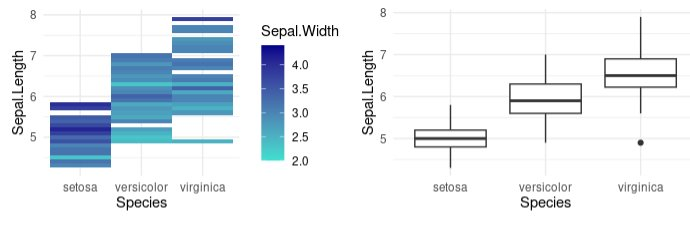 Sepal.Length
8
7
6
5
setosa versicolor virginica
Species
Sepal.Width
4.0
3.5
3.0
2.5
2.0
Sepal.Length
8
7
6
5
setosa versicolor virginica
Species